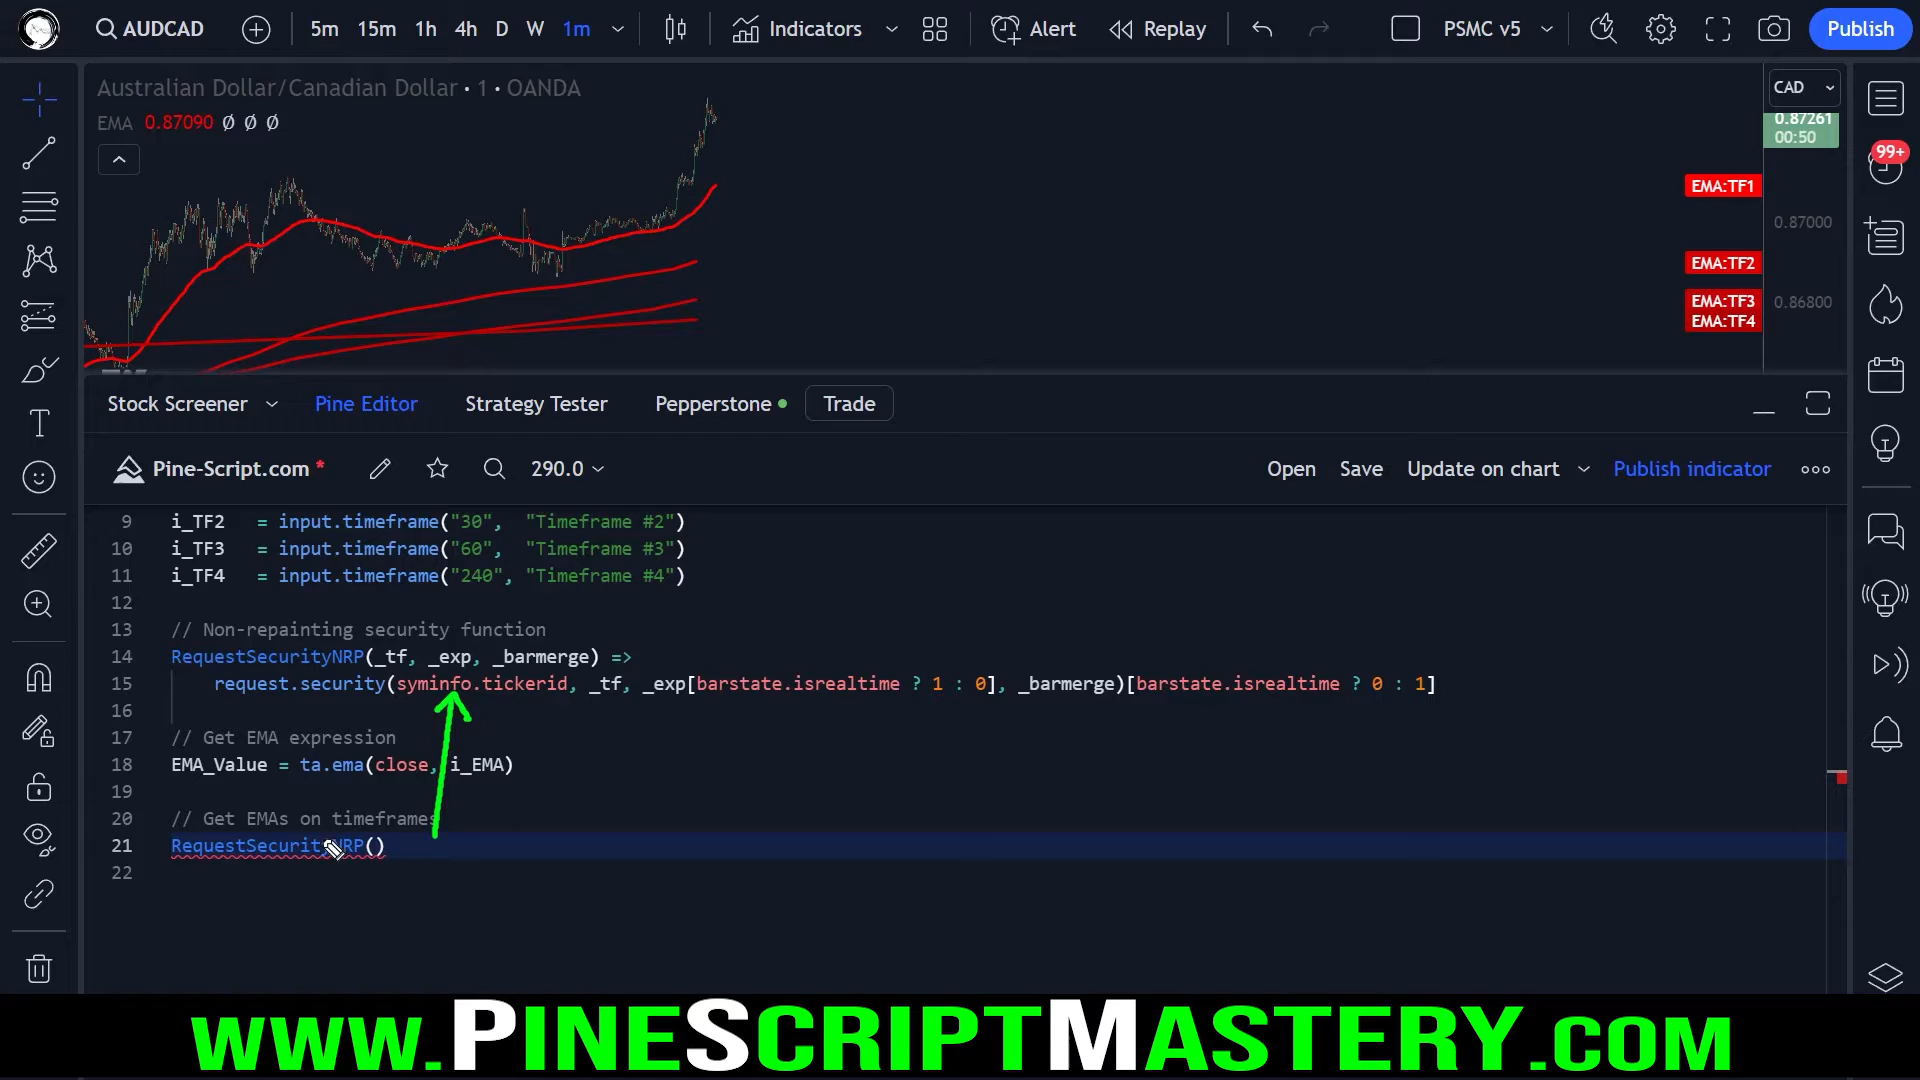 AUDCAD 5m 15m 1h 4h D W 1m Indicators Alert Replay PSMC v5 Publish
Australian Dollar/Canadian Dollar · 1 · OANDA
CAD
EMA 0.87090 Ø Ø Ø
0.87261
00:50
99+
EMA:TF1
0.87000
EMA:TF2
EMA:TF3
0.86800
EMA:TF4
Stock Screener Pine Editor Strategy Tester Pepperstone Trade
Pine-Script.com * 290.0 Open Save Update on chart Publish indicator
9 i_TF2 = input.timeframe("30", "Timeframe #2")
10 i_TF3 = input.timeframe("60", "Timeframe #3")
11 i_TF4 = input.timeframe("240", "Timeframe #4")
12
13 // Non-repainting security function
14 RequestSecurityNRP(_tf, _exp, _barmerge) =>
15 request.security(syminfo.tickerid, _tf, _exp[barstate.isrealtime ? 1 : 0], _barmerge)[barstate.isrealtime ? 0 : 1]
16
17 // Get EMA expression
18 EMA_Value = ta.ema(close, i_EMA)
19
20 // Get EMAs on timeframes
21 RequestSecurityNRP()
22
www.PineScriptMastery.com